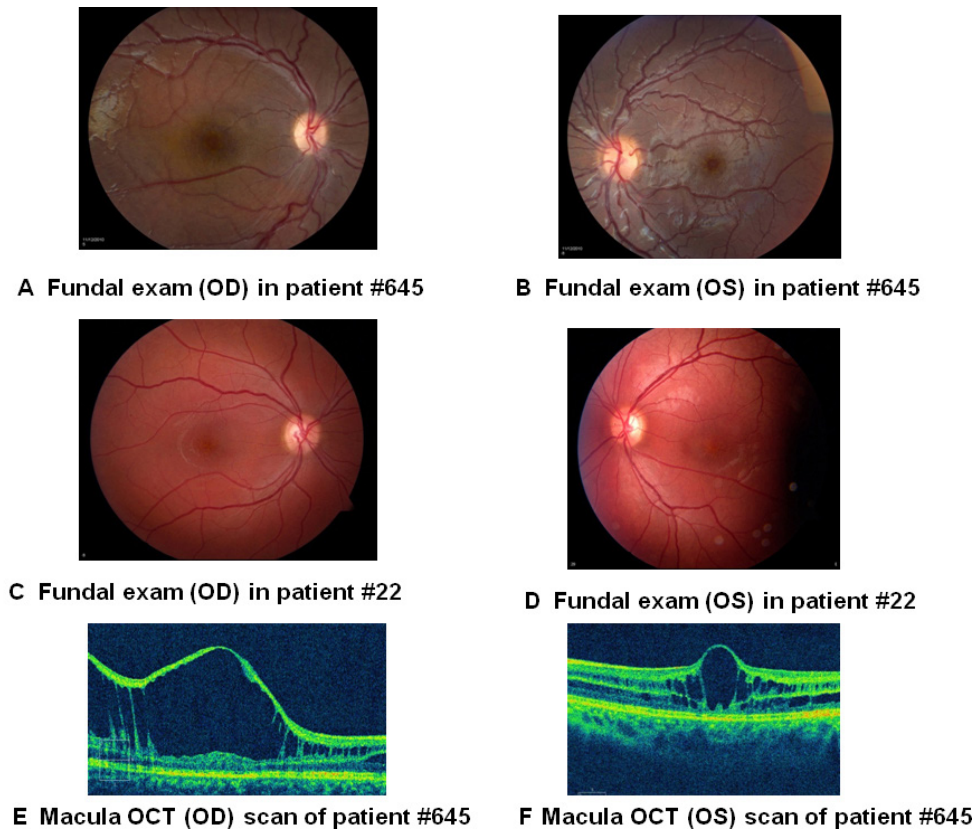 A Fundal exam (OD) in patient #645
B Fundal exam (OS) in patient #645
C Fundal exam (OD) in patient #22
D Fundal exam (OS) in patient #22
E Macula OCT (OD) scan of patient #645
F Macula OCT (OS) scan of patient #645